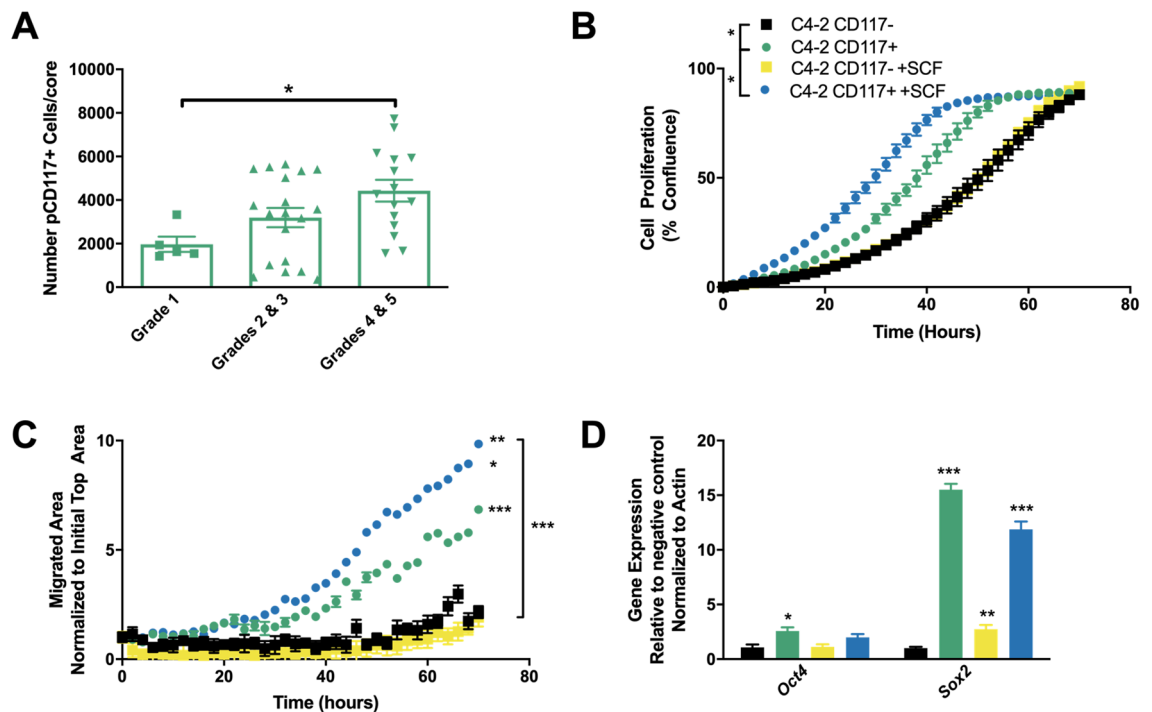 A
Number pCD117+ Cells/core
10000
8000
6000
4000
2000
0
*
Grade 1
Grades 2 & 3
Grades 4 & 5
B
* C4-2 CD117-
C4-2 CD117+
* C4-2 CD117- +SCF
C4-2 CD117+ +SCF
Cell Proliferation
(% Confluence)
100
50
0
0 20 40 60 80
Time (Hours)
C
Migrated Area
Normalized to Initial Top Area
10
5
0
**
*
***
***
0 20 40 60 80
Time (hours)
D
Gene Expression
Relative to negative control
Normalized to Actin
20
15
10
5
0
*
***
**
***
Oct4
Sox2